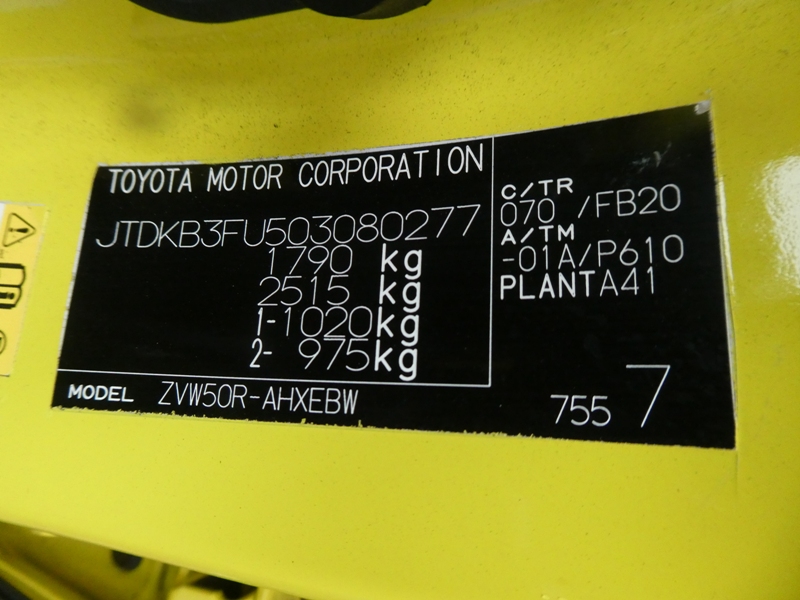 TOYOTA MOTOR CORPORATION
JTDKB3FU503080277
1790 kg
2515 kg
1-1020kg
2- 975kg
MODEL ZVW50R-AHXEBW
C/TR
070 /FB20
A/TM
-01A/P610
PLANTA41
755 7